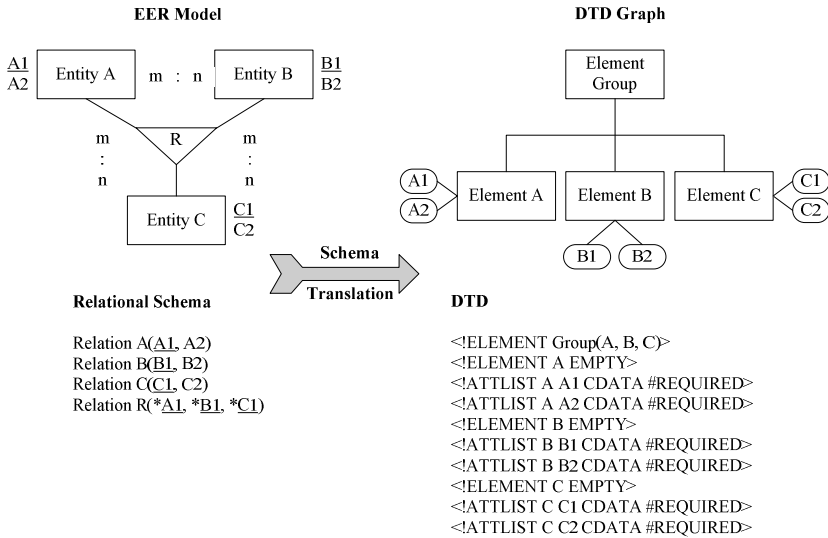 EER Model
DTD Graph
A1
A2
Entity A
m : n
Entity B
B1
B2
m
:
n
R
m
:
n
Entity C
C1
C2
Element
Group
A1
A2
Element A
Element B
Element C
C1
C2
B1
B2
Schema
Translation
Relational Schema
Relation A(A1, A2)
Relation B(B1, B2)
Relation C(C1, C2)
Relation R(*A1, *B1, *C1)
DTD
<!ELEMENT Group(A, B, C)>
<!ELEMENT A EMPTY>
<!ATTLIST A A1 CDATA #REQUIRED>
<!ATTLIST A A2 CDATA #REQUIRED>
<!ELEMENT B EMPTY>
<!ATTLIST B B1 CDATA #REQUIRED>
<!ATTLIST B B2 CDATA #REQUIRED>
<!ELEMENT C EMPTY>
<!ATTLIST C C1 CDATA #REQUIRED>
<!ATTLIST C C2 CDATA #REQUIRED>